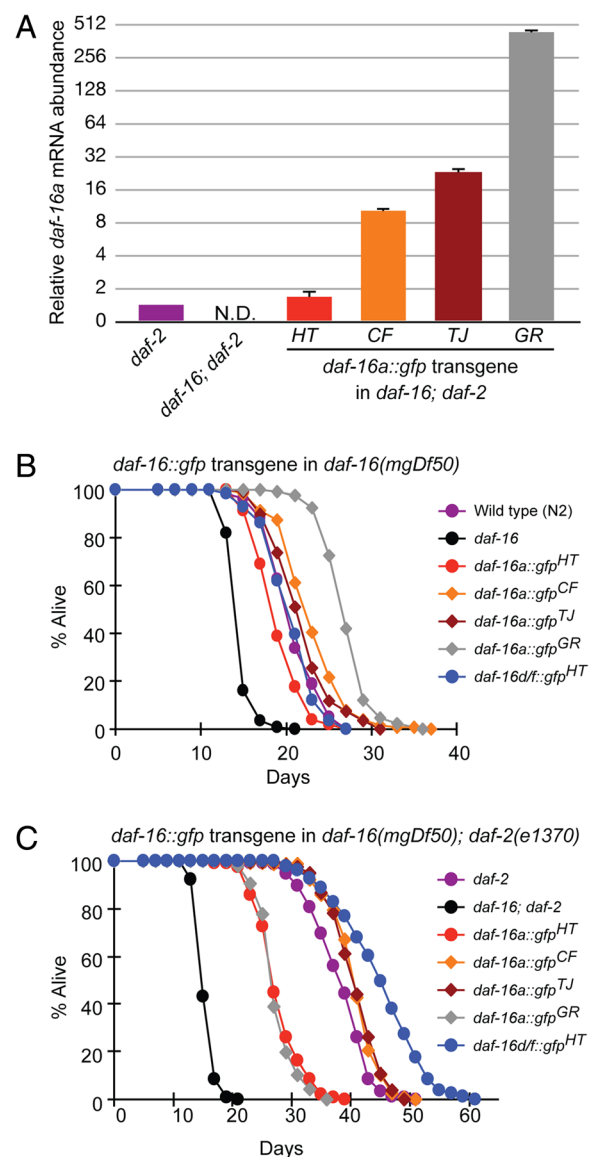 A
Relative daf-16a mRNA abundance
512
256
128
64
32
16
8
4
2
0
N.D.
daf-2
daf-16; daf-2
HT CF TJ GR
daf-16a::gfp transgene
in daf-16; daf-2
B
daf-16::gfp transgene in daf-16(mgDf50)
% Alive
100
80
60
40
20
0
0 10 20 30 40
Days
Wild type (N2)
daf-16
daf-16a::gfpHT
daf-16a::gfpCF
daf-16a::gfpTJ
daf-16a::gfpGR
daf-16d/f::gfpHT
C
daf-16::gfp transgene in daf-16(mgDf50); daf-2(e1370)
% Alive
100
80
60
40
20
0
0 10 20 30 40 50 60
Days
daf-2
daf-16; daf-2
daf-16a::gfpHT
daf-16a::gfpCF
daf-16a::gfpTJ
daf-16a::gfpGR
daf-16d/f::gfpHT